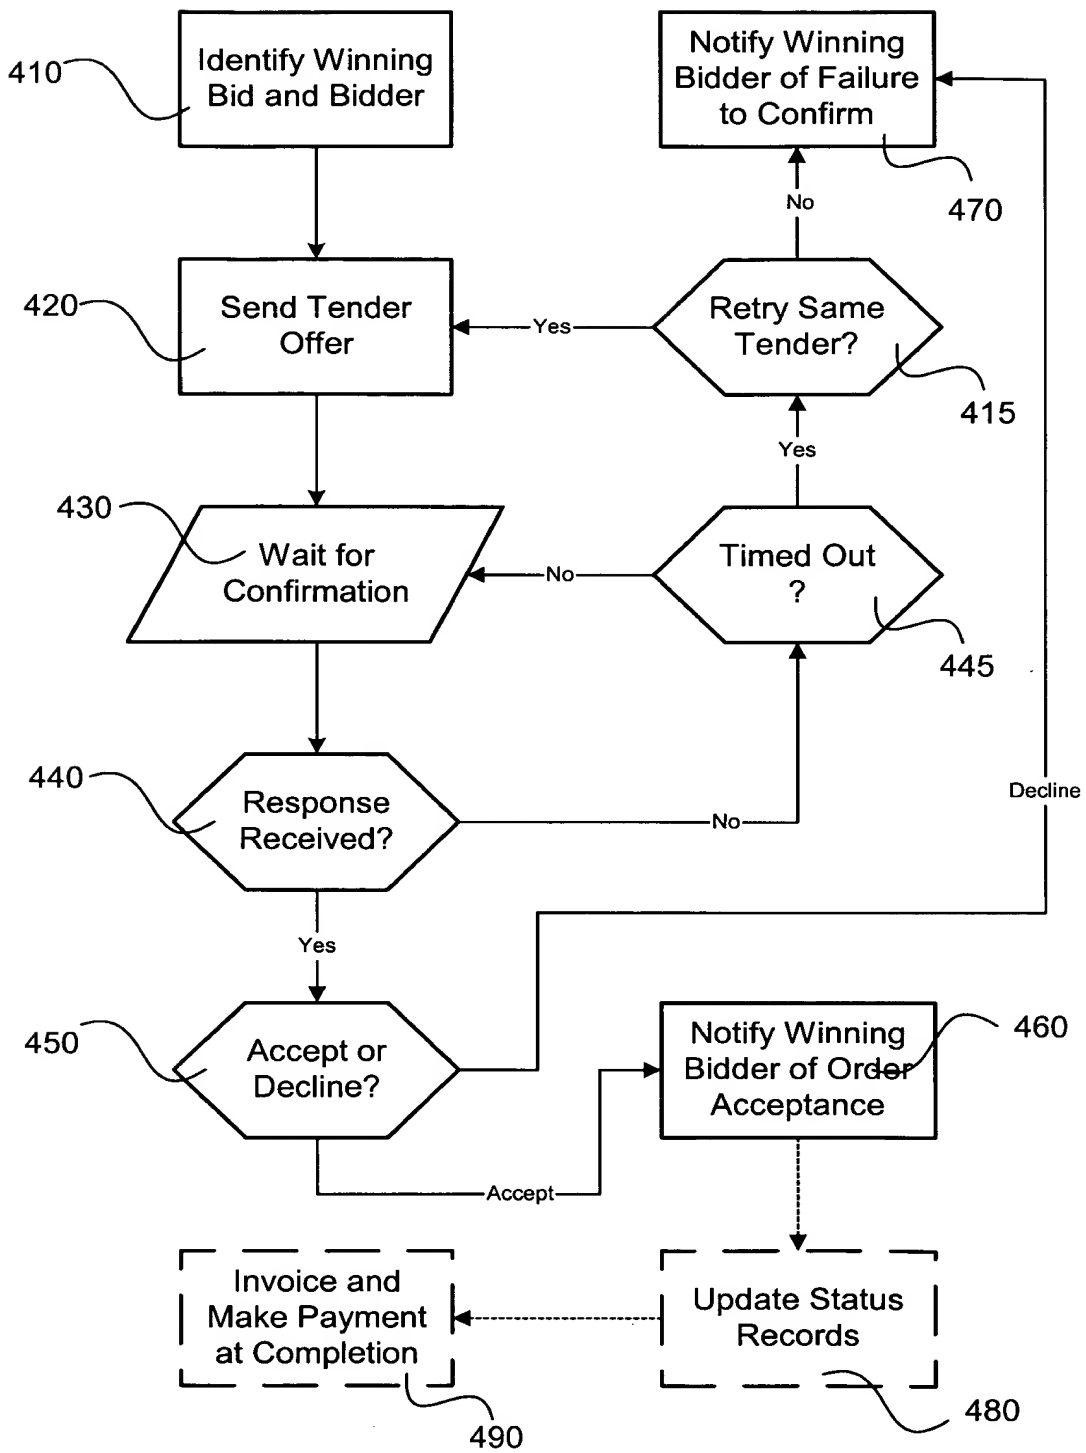 410
Identify Winning
Bid and Bidder
Notify Winning
Bidder of Failure
to Confirm
470
No
420
Send Tender
Offer
Yes
Retry Same
Tender?
415
Yes
430
Wait for
Confirmation
No
Timed Out
?
445
440
Response
Received?
No
Decline
Yes
450
Accept or
Decline?
Notify Winning
Bidder of Order
Acceptance
460
Accept
Invoice and
Make Payment
at Completion
490
Update Status
Records
480